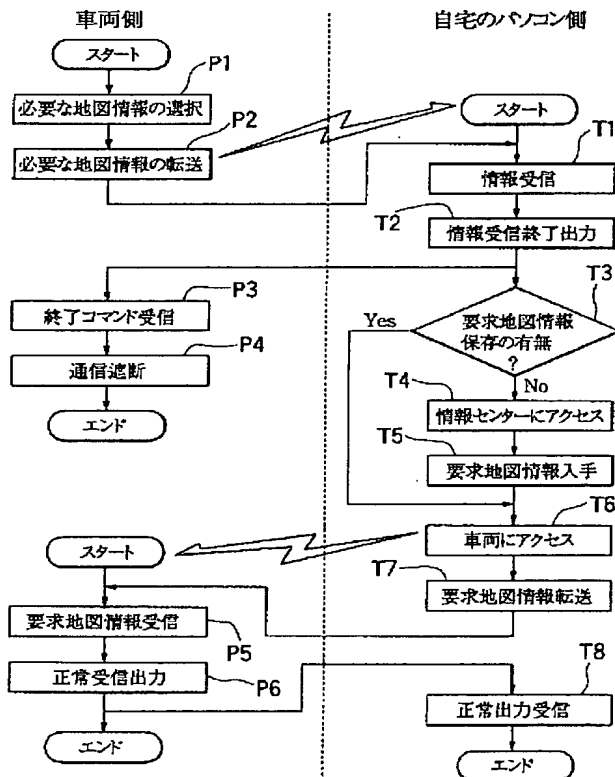 車両側
スタート
P1
必要な地図情報の選択
P2
必要な地図情報の転送
P3
終了コマンド受信
P4
通信遮断
エンド
スタート
要求地図情報受信
P5
正常受信出力
P6
エンド
自宅のパソコン側
スタート
T1
情報受信
T2
情報受信終了出力
T3
要求地図情報
保存の有無
?
Yes
No
T4
情報センターにアクセス
T5
要求地図情報入手
T6
車両にアクセス
T7
要求地図情報転送
T8
正常出力受信
エンド